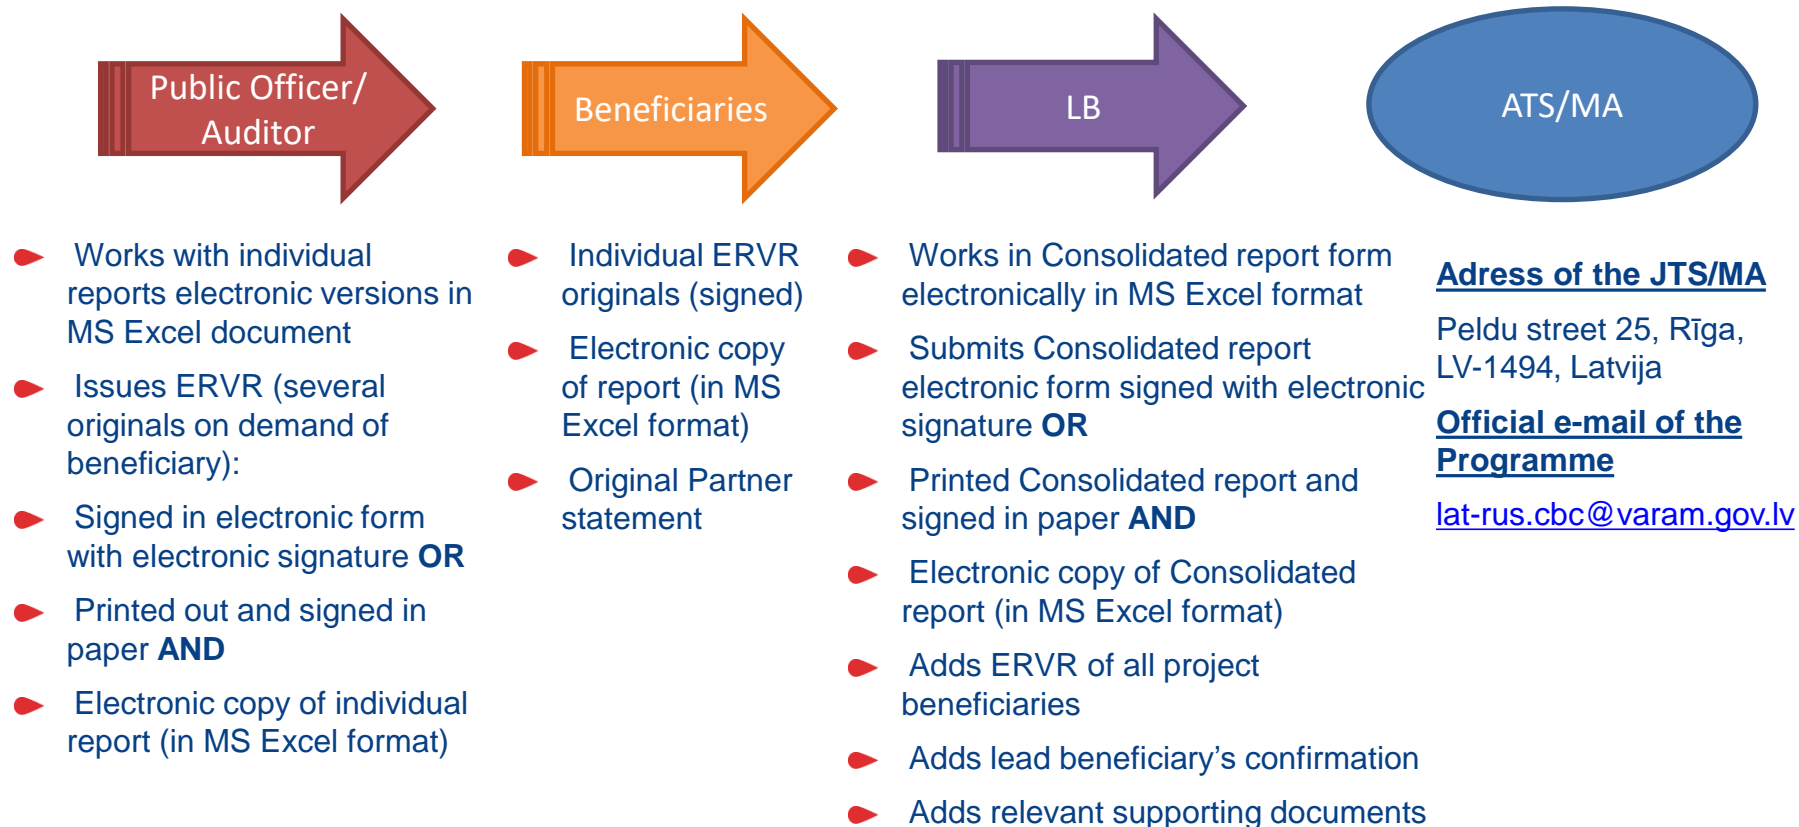 Public Officer/
Auditor
Beneficiaries
LB
ATS/MA
Works with individual
reports electronic versions in
MS Excel document
Issues ERVR (several
originals on demand of
beneficiary):
Signed in electronic form
with electronic signature OR
Printed out and signed in
paper AND
Electronic copy of individual
report (in MS Excel format)
Individual ERVR
originals (signed)
Electronic copy
of report (in MS
Excel format)
Original Partner
statement
Works in Consolidated report form
electronically in MS Excel format
Submits Consolidated report
electronic form signed with electronic
signature OR
Printed Consolidated report and
signed in paper AND
Electronic copy of Consolidated
report (in MS Excel format)
Adds ERVR of all project
beneficiaries
Adds lead beneficiary’s confirmation
Adds relevant supporting documents
Adress of the JTS/MA
Peldu street 25, Rīga,
LV-1494, Latvija
Official e-mail of the
Programme
lat-rus.cbc@varam.gov.lv